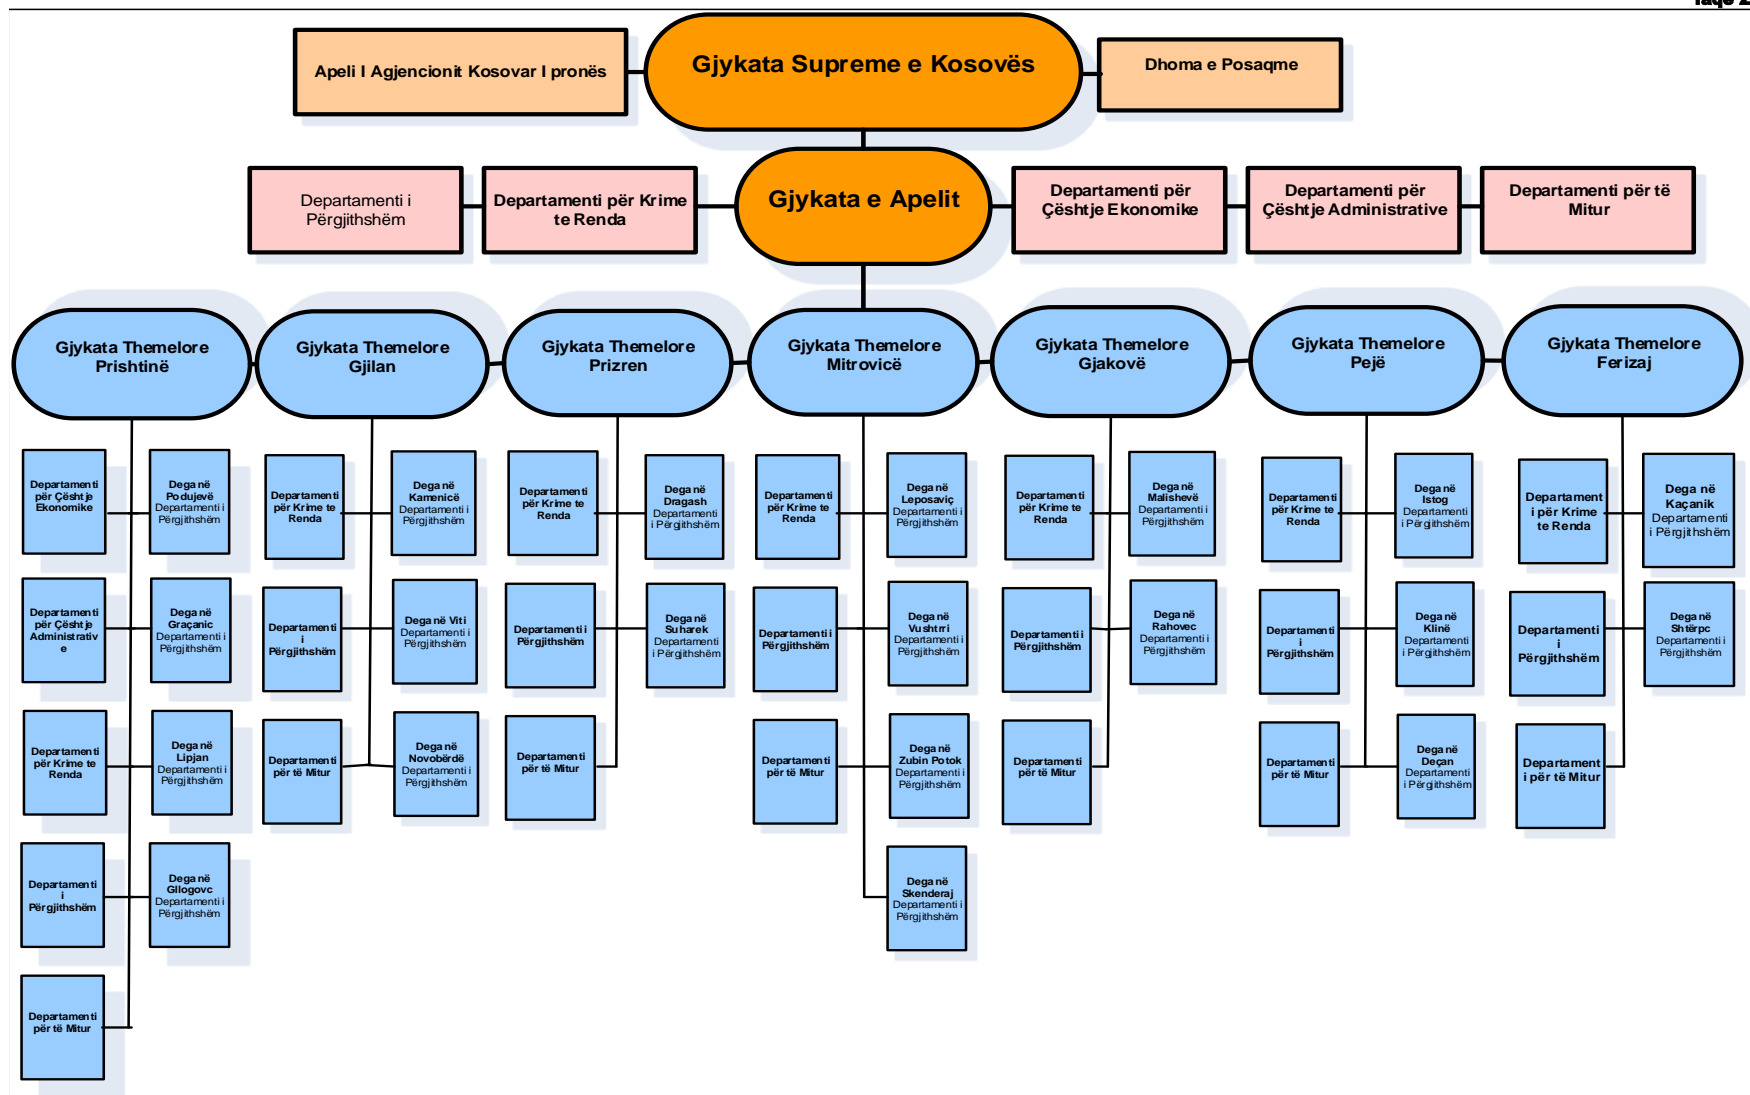 Faqe 2
Gjykata Supreme e Kosovës
Apeli I Agjencionit Kosovar I pronës
Dhoma e Posaqme
Gjykata e Apelit
Departamenti i
Përgjithshëm
Departamenti për Krime
te Renda
Departamenti për
Çështje Ekonomike
Departamenti për
Çështje Administrative
Departamenti për të
Mitur
Gjykata Themelore
Prishtinë
Gjykata Themelore
Gjilan
Gjykata Themelore
Prizren
Gjykata Themelore
Mitrovicë
Gjykata Themelore
Gjakovë
Gjykata Themelore
Pejë
Gjykata Themelore
Ferizaj
Departamenti
për Çështje
Ekonomike
Dega në
Podujevë
Departamenti i
Përgjithshëm
Departamenti
për Çështje
Administrativ
e
Dega në
Graçanic
Departamenti i
Përgjithshëm
Departamenti
për Krime te
Renda
Dega në
Lipjan
Departamenti i
Përgjithshëm
Departamenti
i
Përgjithshëm
Dega në
Gllogovc
Departamenti i
Përgjithshëm
Departamenti
për të Mitur
Departamenti
për Krime te
Renda
Dega në
Kamenicë
Departamenti i
Përgjithshëm
Departamenti
i
Përgjithshëm
Dega në Viti
Departamenti i
Përgjithshëm
Departamenti
për të Mitur
Dega në
Novobërdë
Departamenti i
Përgjithshëm
Departamenti
për Krime te
Renda
Dega në
Dragash
Departamenti
i Përgjithshëm
Departamenti i
Përgjithshëm
Dega në
Suharek
Departamenti
i Përgjithshëm
Departamenti
për të Mitur
Departamenti
për Krime te
Renda
Dega në
Leposaviç
Departamenti i
Përgjithshëm
Departamenti i
Përgjithshëm
Dega në
Vushtrri
Departamenti i
Përgjithshëm
Departamenti
për të Mitur
Dega në
Zubin Potok
Departamenti i
Përgjithshëm
Dega në
Skenderaj
Departamenti i
Përgjithshëm
Departamenti
për Krime te
Renda
Dega në
Malishevë
Departamenti i
Përgjithshëm
Departamenti i
Përgjithshëm
Dega në
Rahovec
Departamenti i
Përgjithshëm
Departamenti
për të Mitur
Departamenti
për Krime te
Renda
Dega në
Istog
Departamenti
i Përgjithshëm
Departamenti
i
Përgjithshëm
Dega në
Klinë
Departamenti
i Përgjithshëm
Departamenti
për të Mitur
Dega në
Deçan
Departamenti
i Përgjithshëm
Departament
i për Krime
te Renda
Dega në
Kaçanik
Departamenti
i Përgjithshëm
Departamenti
i
Përgjithshëm
Dega në
Shtërpc
Departamenti i
Përgjithshëm
Departament
i për të Mitur